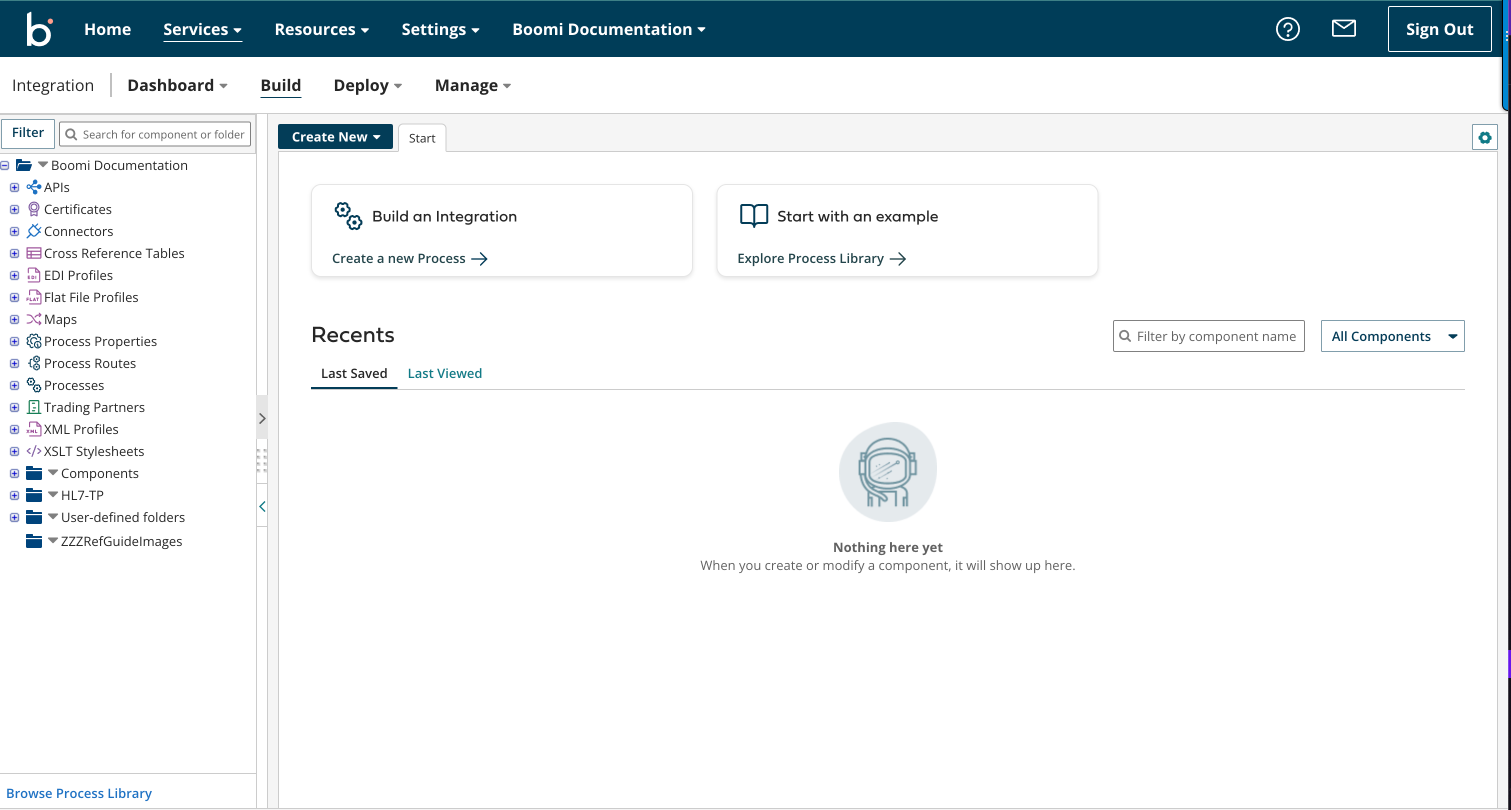 b Home Services Resources Settings Boomi Documentation ? Sign Out
Integration Dashboard Build Deploy Manage
Filter Search for component or folder
Boomi Documentation
APIs
Certificates
Connectors
Cross Reference Tables
EDI EDI Profiles
FLAT Flat File Profiles
Maps
Process Properties
Process Routes
Processes
Trading Partners
XML XML Profiles
XSLT Stylesheets
Components
HL7-TP
User-defined folders
ZZZRefGuideImages
Browse Process Library
Create New Start
Build an Integration
Create a new Process
Start with an example
Explore Process Library
Recents
Filter by component name All Components
Last Saved Last Viewed
Nothing here yet
When you create or modify a component, it will show up here.